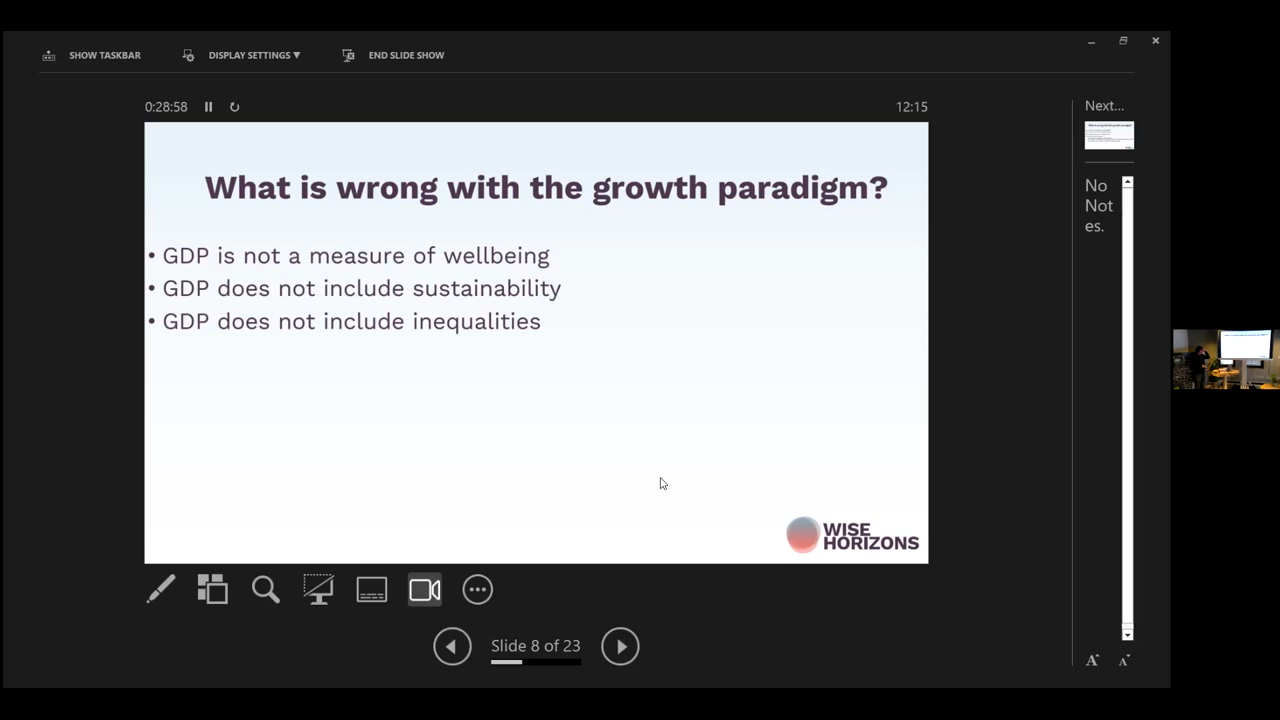 SHOW TASKBAR
DISPLAY SETTINGS ▼
END SLIDE SHOW
0:28:58
12:15
Next...
What is wrong with the growth paradigm?
• GDP is not a measure of wellbeing
• GDP does not include sustainability
• GDP does not include inequalities
WISE
HORIZONS
No
Not
es.
Slide 8 of 23
A A